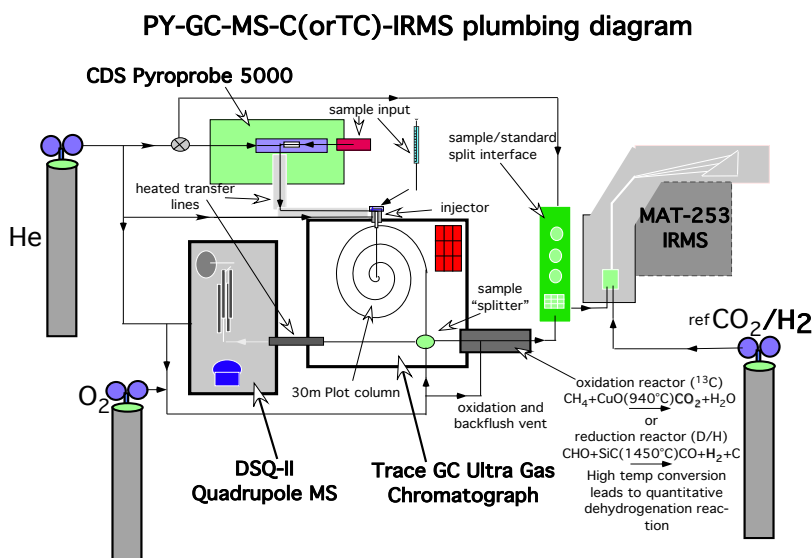 PY-GC-MS-C(orTC)-IRMS plumbing diagram
CDS Pyroprobe 5000
sample input
sample/standard
split interface
heated transfer
lines
injector
He
MAT-253
IRMS
sample
“splitter”
ref CO2/H2
O2
30m Plot column
oxidation and
backflush vent
oxidation reactor (13C)
CH4+CuO(940°C)CO2+H2O
or
reduction reactor (D/H)
CHO+SiC(1450°C)CO+H2+C
High temp conversion
leads to quantitative
dehydrogenation reac-
tion
DSQ-II
Quadrupole MS
Trace GC Ultra Gas
Chromatograph